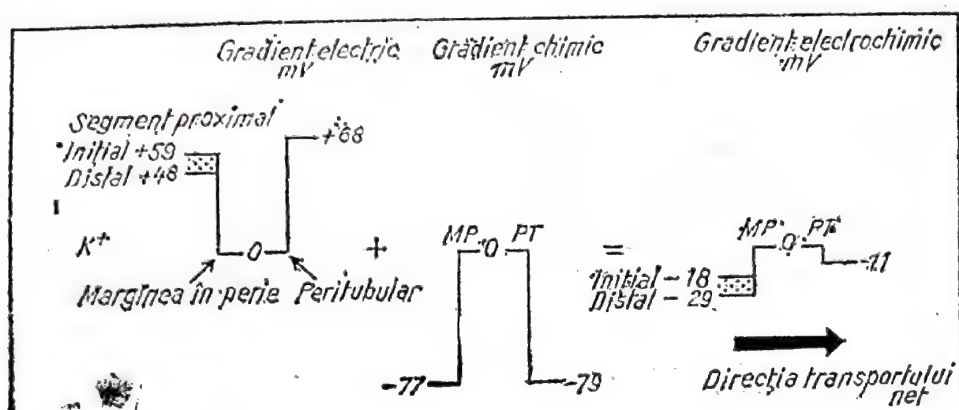 Gradient electric Gradient chimic Gradient electrochimic
mV mV mV
Segment proximal
Inițial +59
Distal +48
+68
K+
0
+
MP 0 PT
=
MP 0 PT
-11
Inițial - 18
Distal - 29
Marginea în perie Peritubular
-77
-79
Direcția transportului
net